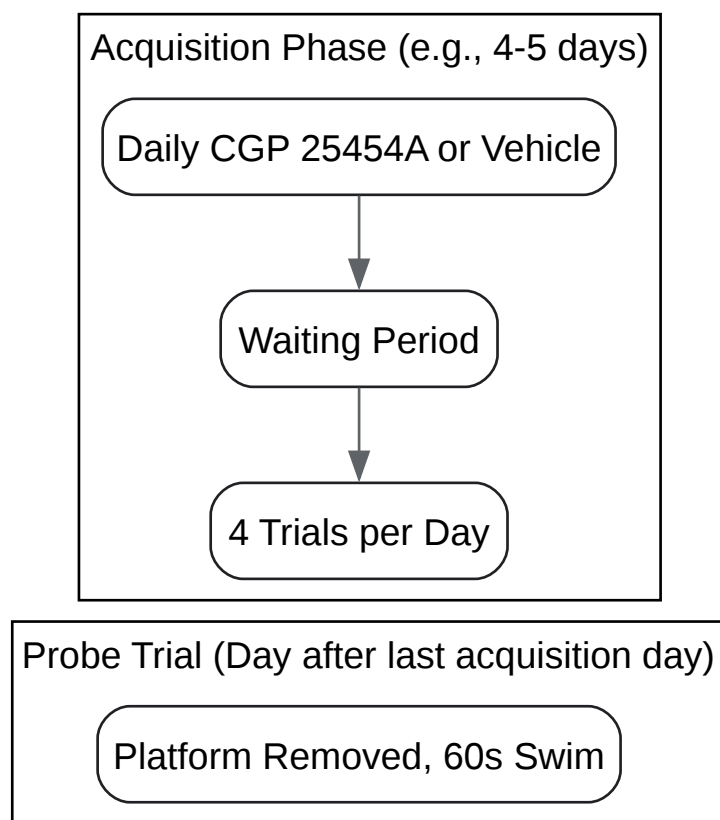 Acquisition Phase (e.g., 4-5 days)
Daily CGP 25454A or Vehicle
Waiting Period
4 Trials per Day
Probe Trial (Day after last acquisition day)
Platform Removed, 60s Swim